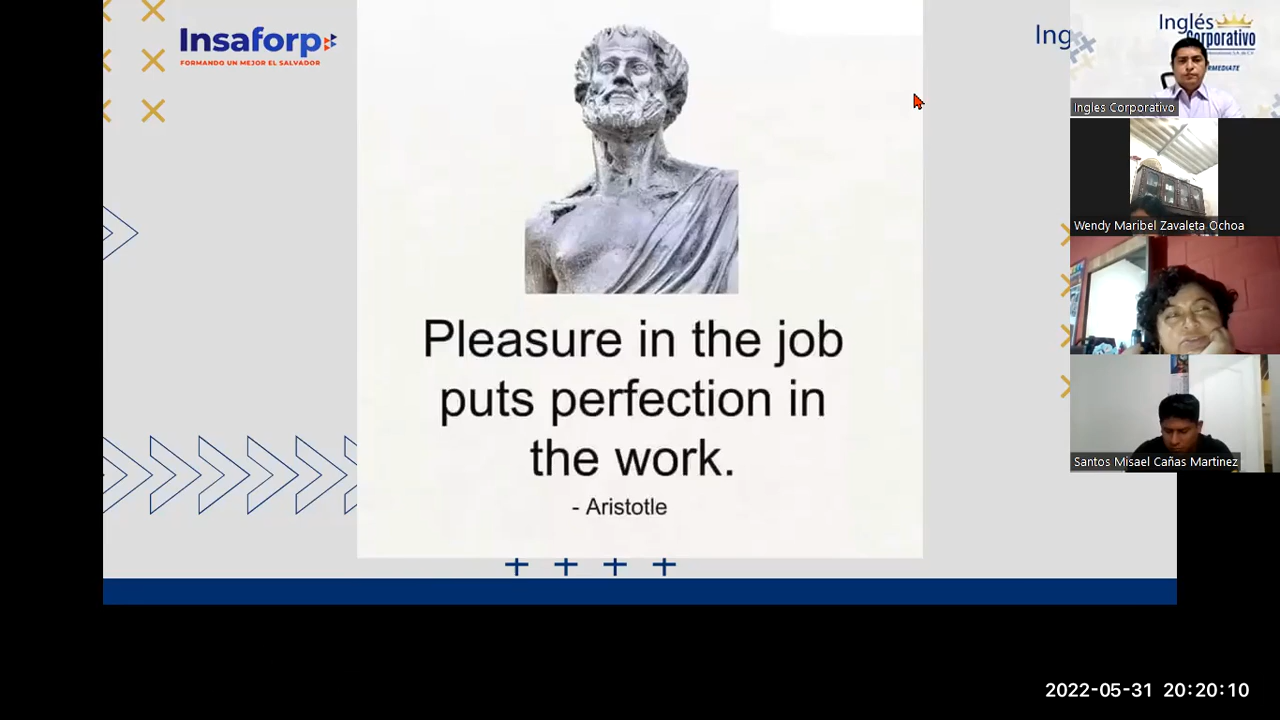 Insaforp
FORMANDO UN MEJOR EL SALVADOR
Pleasure in the job
puts perfection in
the work.
- Aristotle
Ing
Inglés
Corporativo
Ingles Corporativo
Wendy Maribel Zavaleta Ochoa
Santos Misael Cañas Martinez
2022-05-31 20:20:10